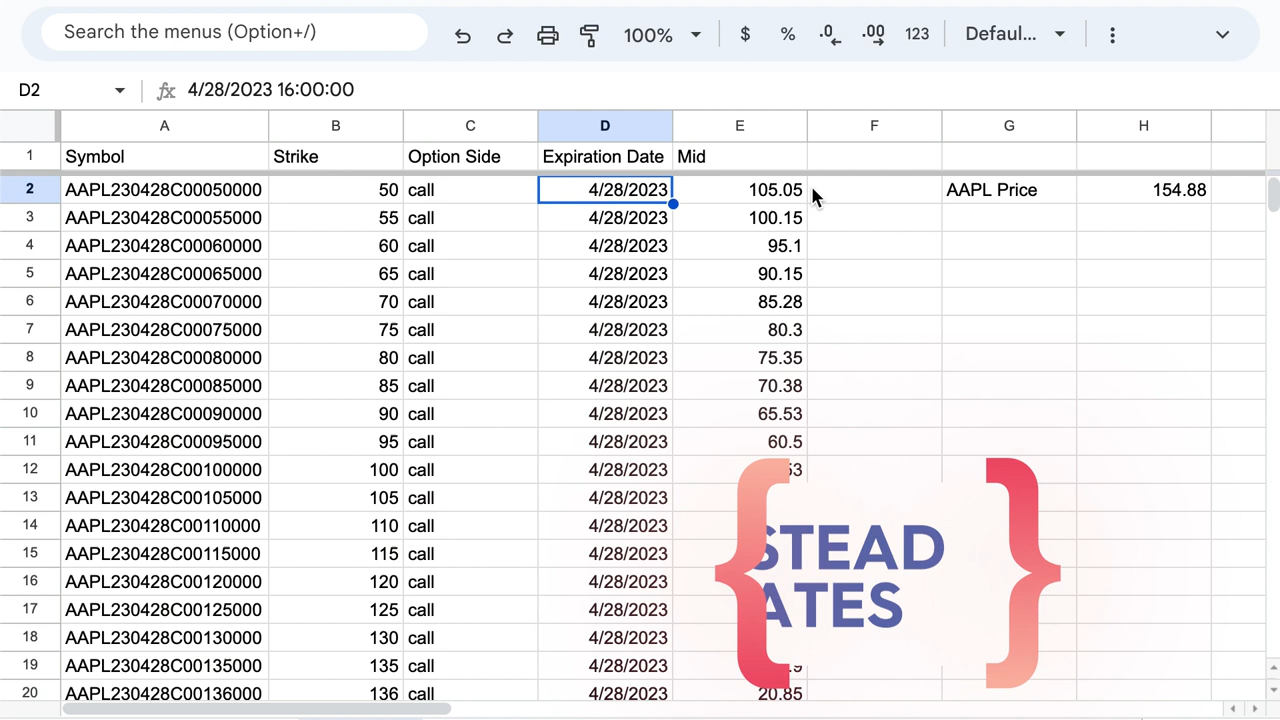 Search the menus (Option+/) 100% $ % .0 .00 123 Defaul...
D2 fx 4/28/2023 16:00:00
A B C D E F G H
1 Symbol Strike Option Side Expiration Date Mid
2 AAPL230428C00050000 50 call 4/28/2023 105.05 AAPL Price 154.88
3 AAPL230428C00055000 55 call 4/28/2023 100.15
4 AAPL230428C00060000 60 call 4/28/2023 95.1
5 AAPL230428C00065000 65 call 4/28/2023 90.15
6 AAPL230428C00070000 70 call 4/28/2023 85.28
7 AAPL230428C00075000 75 call 4/28/2023 80.3
8 AAPL230428C00080000 80 call 4/28/2023 75.35
9 AAPL230428C00085000 85 call 4/28/2023 70.38
10 AAPL230428C00090000 90 call 4/28/2023 65.53
11 AAPL230428C00095000 95 call 4/28/2023 60.5
12 AAPL230428C00100000 100 call 4/28/2023
13 AAPL230428C00105000 105 call 4/28/2023
14 AAPL230428C00110000 110 call 4/28/2023
15 AAPL230428C00115000 115 call 4/28/2023
16 AAPL230428C00120000 120 call 4/28/2023
17 AAPL230428C00125000 125 call 4/28/2023
18 AAPL230428C00130000 130 call 4/28/2023
19 AAPL230428C00135000 135 call 4/28/2023
20 AAPL230428C00136000 136 call 4/28/2023 20.85
STEAD
ATES